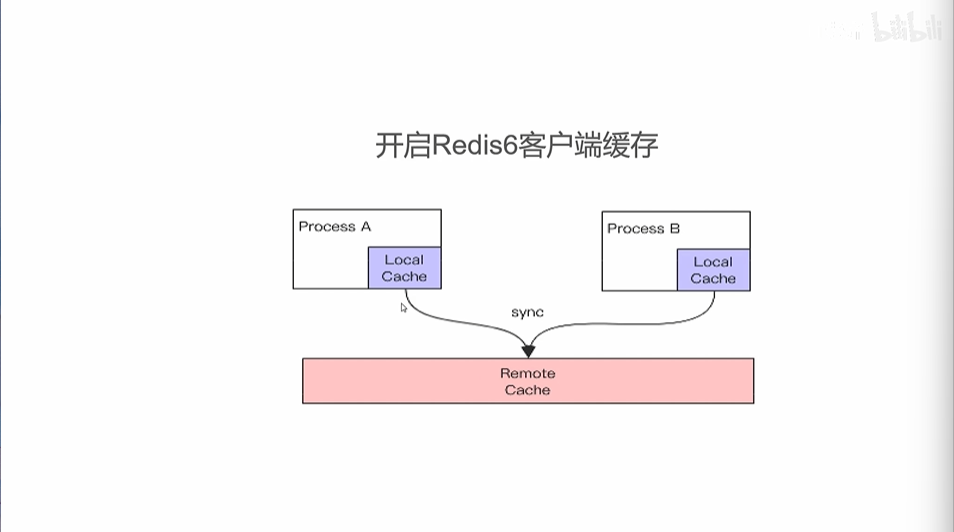 bilibili
开启Redis6客户端缓存
Process A
Local
Cache
Process B
Local
Cache
sync
Remote
Cache